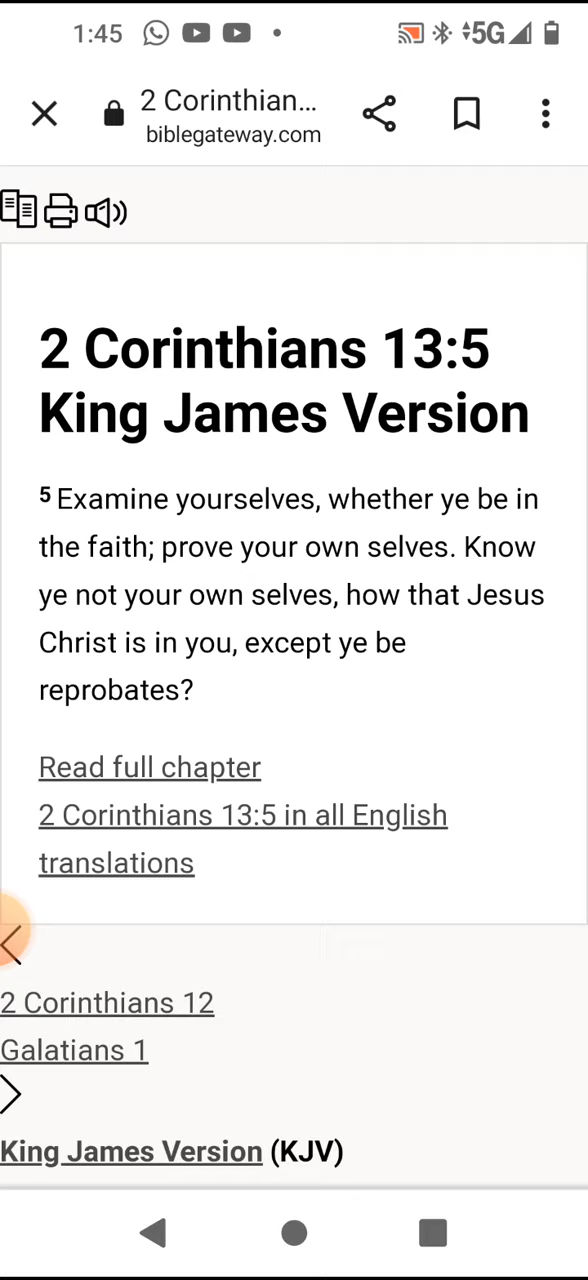 1:45
5G
2 Corinthian...
biblegateway.com
2 Corinthians 13:5
King James Version
5 Examine yourselves, whether ye be in
the faith; prove your own selves. Know
ye not your own selves, how that Jesus
Christ is in you, except ye be
reprobates?
Read full chapter
2 Corinthians 13:5 in all English
translations
2 Corinthians 12
Galatians 1
King James Version (KJV)